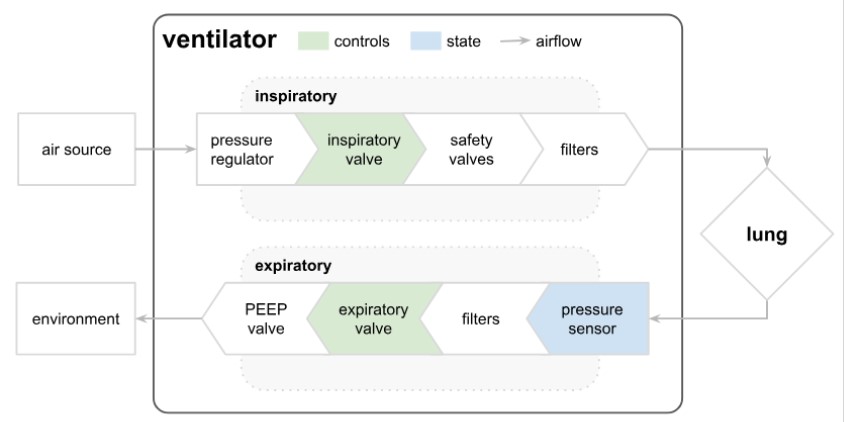 ventilator
controls
state
airflow
inspiratory
air source
pressure
regulator
inspiratory
valve
safety
valves
filters
lung
expiratory
environment
PEEP
valve
expiratory
valve
filters
pressure
sensor